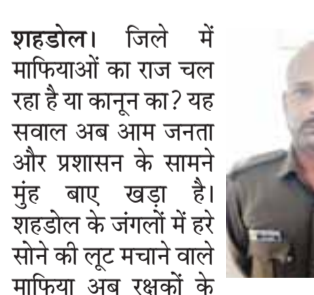 शहडोल। जिले में
माफियाओं का राज चल
रहा है या कानून का? यह
सवाल अब आम जनता
और प्रशासन के सामने
मुंह बाए खड़ा है।
शहडोल के जंगलों में हरे
सोने की लूट मचाने वाले
माफिया अब रक्षकों के